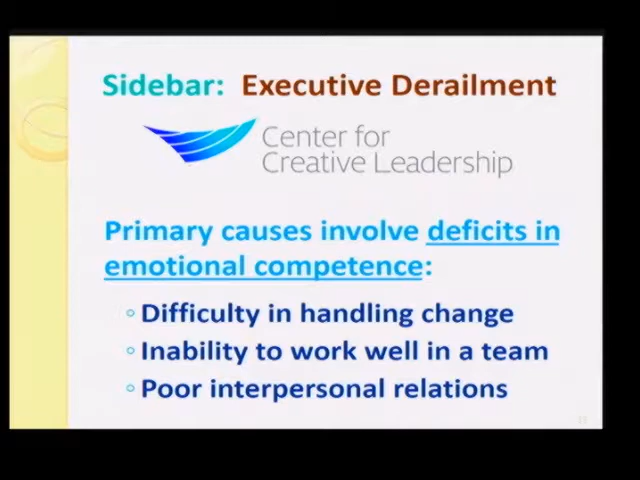 Sidebar: Executive Derailment
Center for
Creative Leadership
Primary causes involve deficits in
emotional competence:
Difficulty in handling change
Inability to work well in a team
Poor interpersonal relations